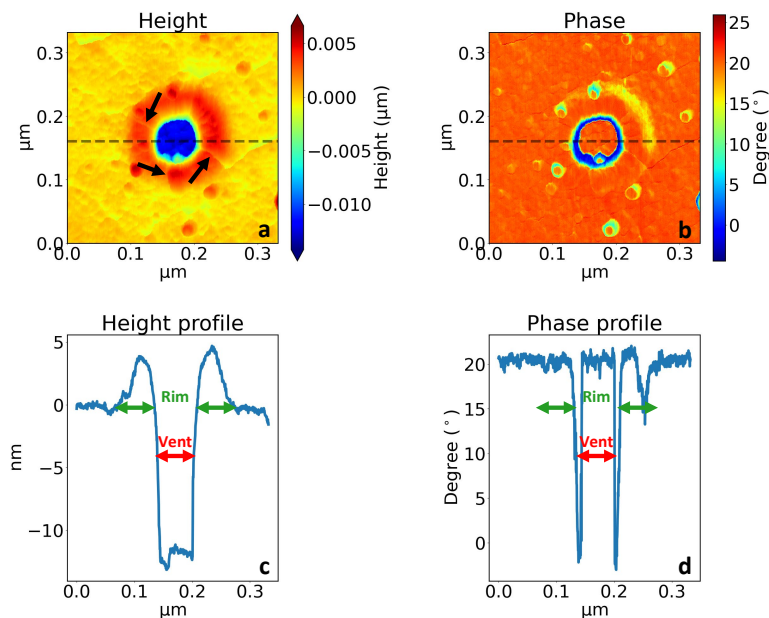 Height
0.3
0.2
0.1
0.0
μm
0.0 0.1 0.2 0.3
μm
a
0.005
0.000
−0.005
−0.010
Height (μm)
Phase
0.3
0.2
0.1
0.0
μm
0.0 0.1 0.2 0.3
μm
b
25
20
15
10
5
0
Degree (°)
Height profile
5
0
−5
−10
nm
Rim
Vent
c
0.0 0.1 0.2 0.3
μm
Phase profile
20
15
10
5
0
Degree (°)
Rim
Vent
d
0.0 0.1 0.2 0.3
μm